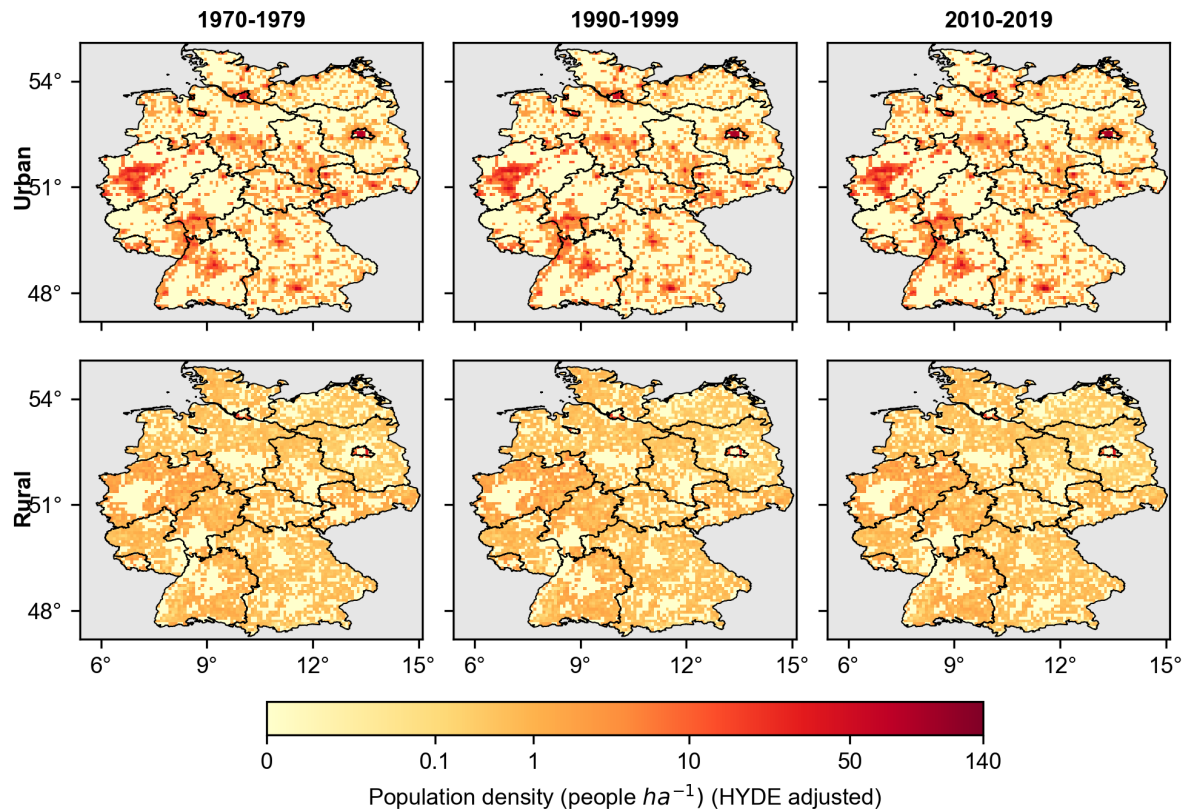 1970-1979 1990-1999 2010-2019
Urban
54°
51°
48°
6° 9° 12° 15° 6° 9° 12° 15° 6° 9° 12° 15°
Rural
54°
51°
48°
0 0.1 1 10 50 140
Population density (people ha⁻¹) (HYDE adjusted)